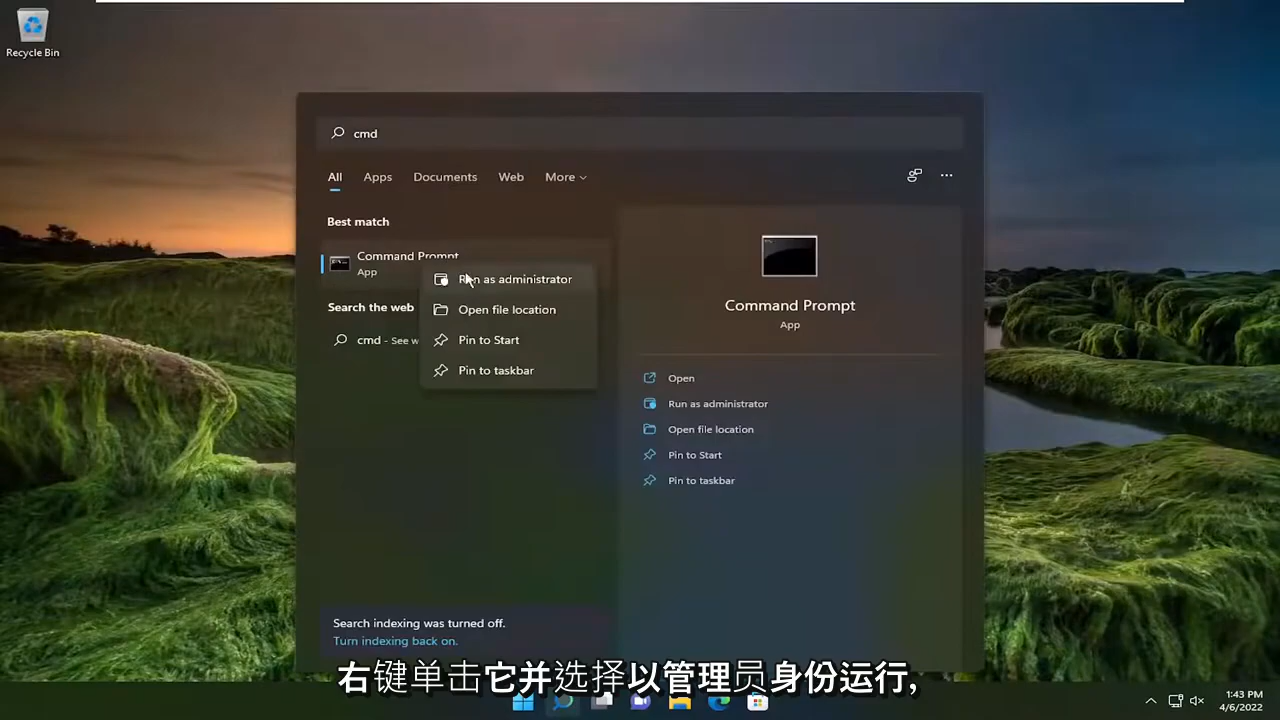 Recycle Bin
cmd
All Apps Documents Web More
Best match
Command Prompt
App
Run as administrator
Open file location
Pin to Start
Pin to taskbar
Search the web
cmd - See w
Command Prompt
App
Open
Run as administrator
Open file location
Pin to Start
Pin to taskbar
Search indexing was turned off.
Turn indexing back on.
右键单击它并选择以管理员身份运行,
1:43 PM
4/6/2022